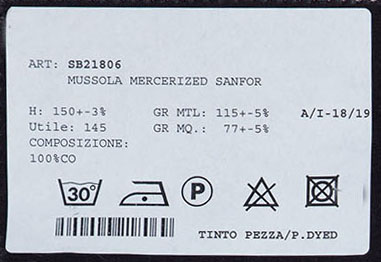 ART: SB21806
MUSSOLA MERCERIZED SANFOR
H: 150+-3% GR MTL: 115+-5% A/I-18/19
Utile: 145 GR MQ.: 77+-5%
COMPOSIZIONE:
100%CO
30° P
TINTO PEZZA/P.DYED